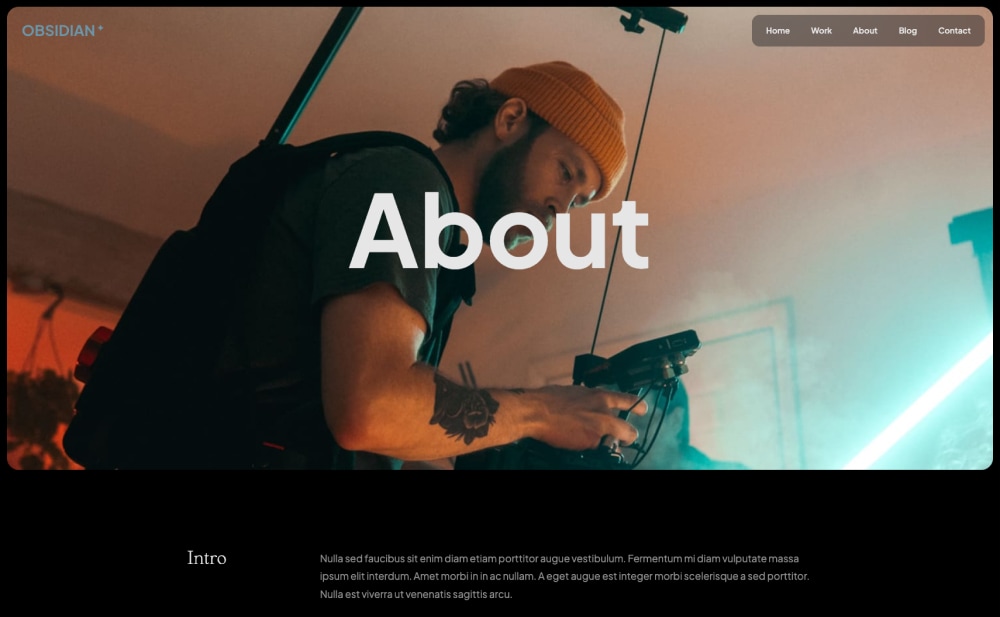 OBSIDIAN
Home Work About Blog Contact
About
Intro
Nulla sed faucibus sit enim diam etiam porttitor augue vestibulum. Fermentum mi diam vulputate massa
ipsum elit interdum. Amet morbi in in ac nullam. A eget augue est integer morbi scelerisque a sed porttitor.
Nulla est viverra ut venenatis sagittis arcu.